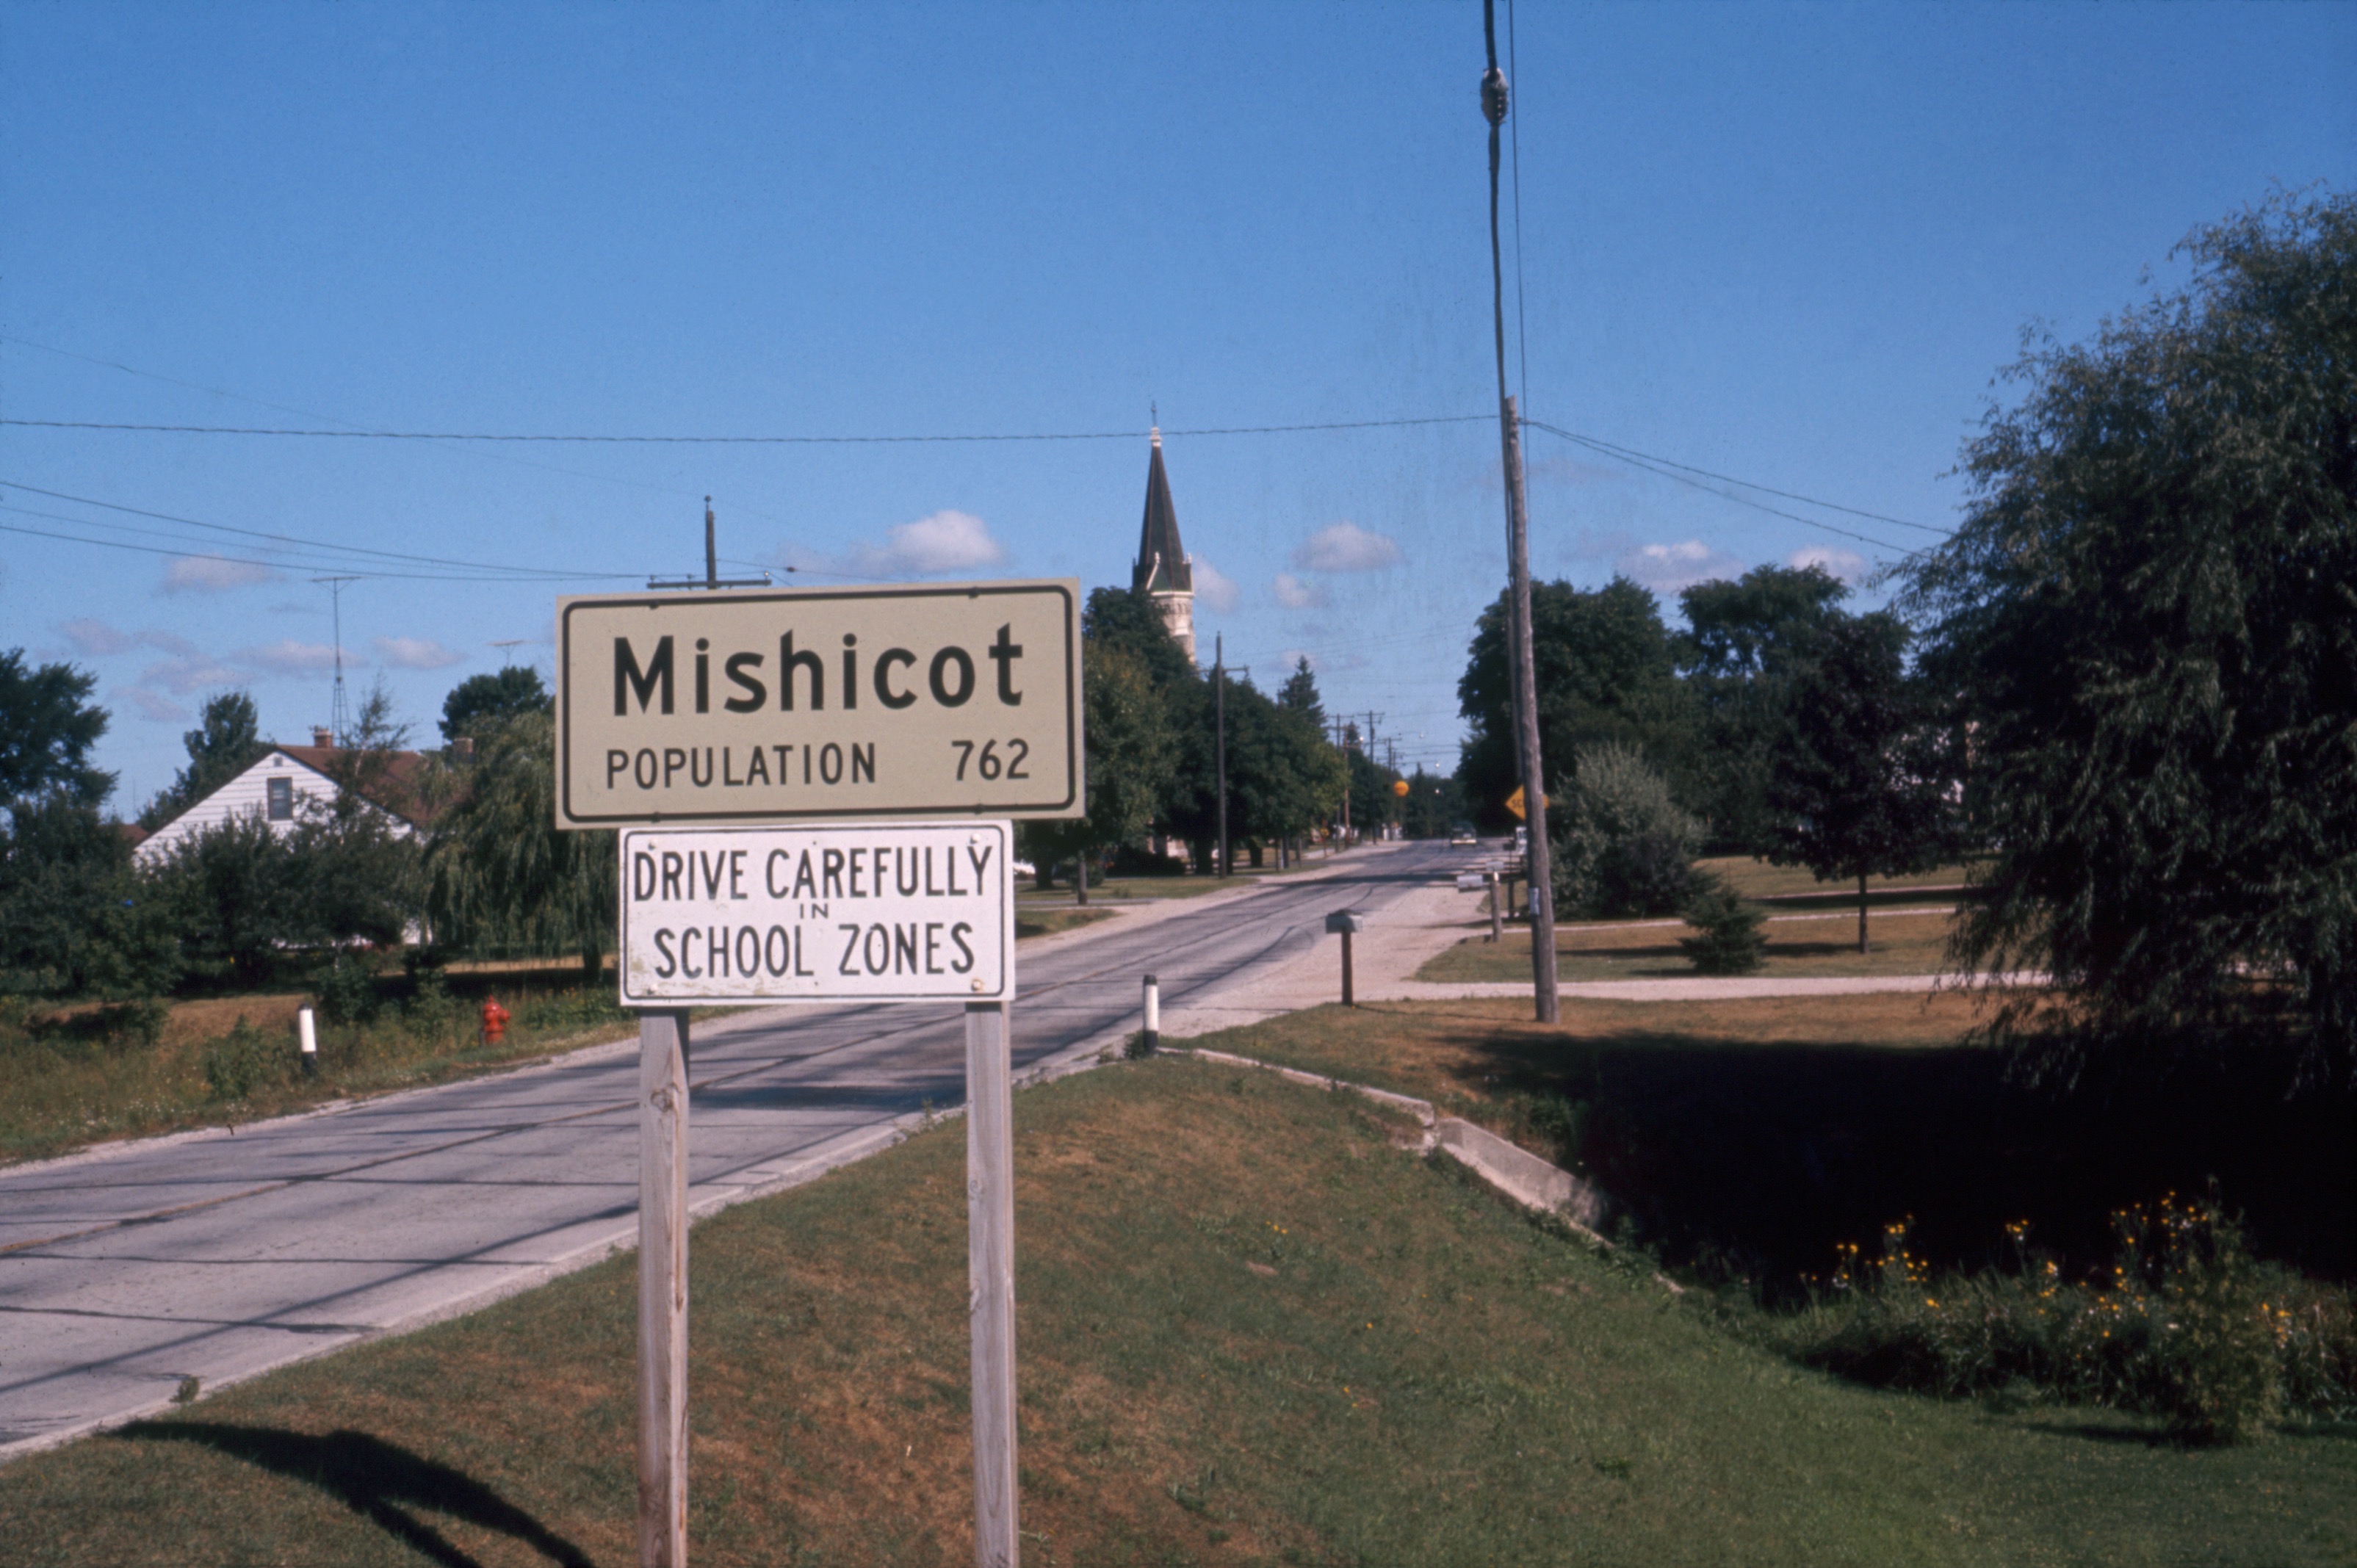 Mishicot
POPULATION 762
DRIVE CAREFULLY
IN
SCHOOL ZONES